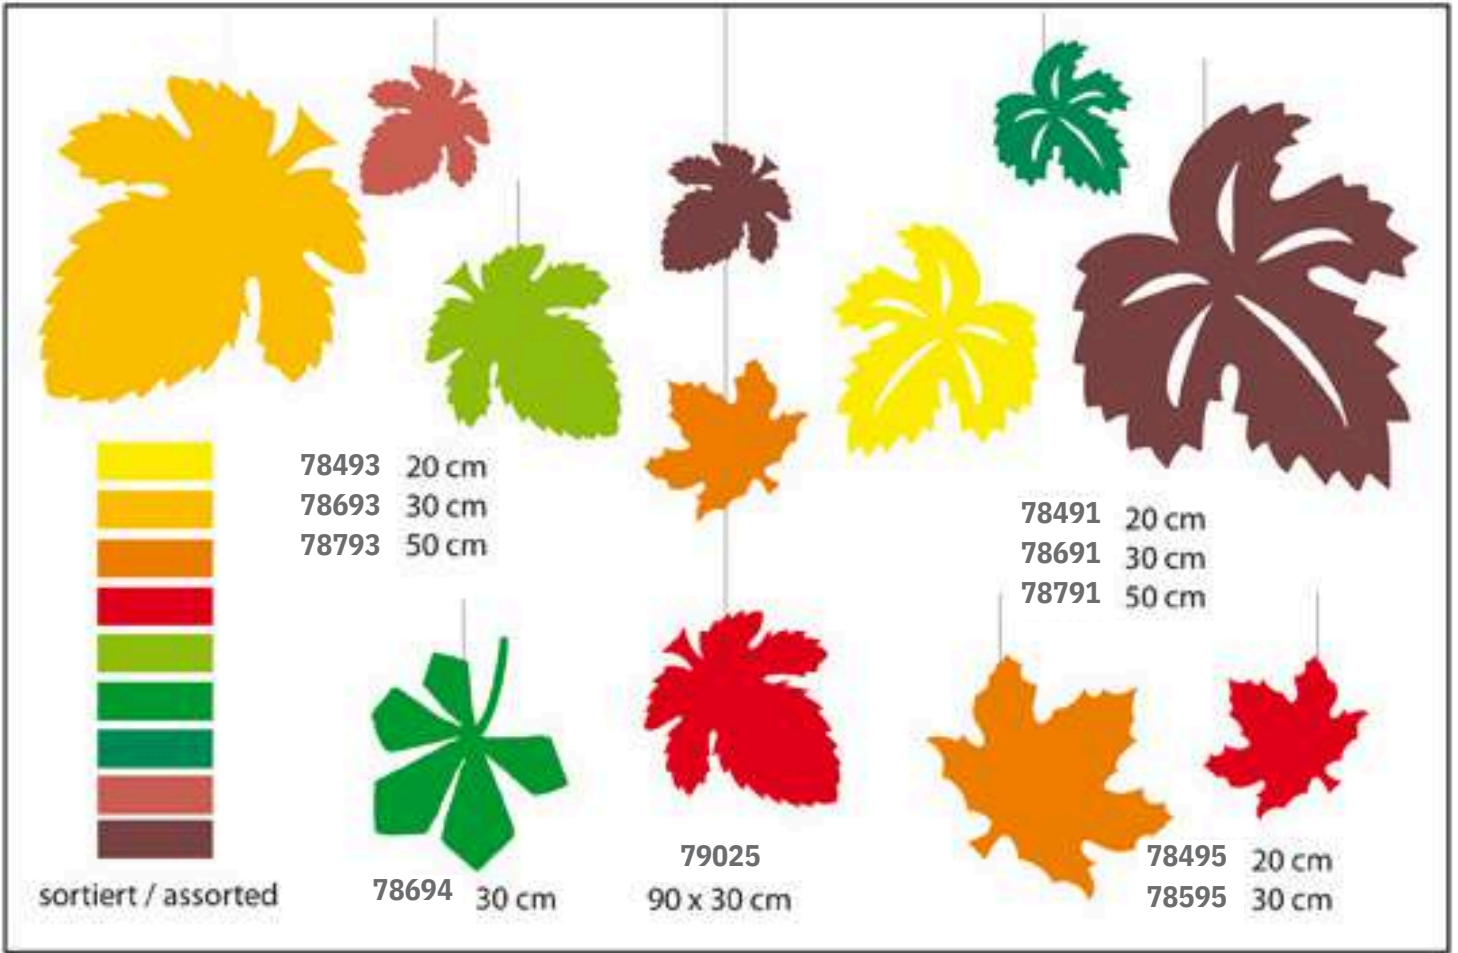 78493 20 cm
78693 30 cm
78793 50 cm
78491 20 cm
78691 30 cm
78791 50 cm
sortiert / assorted
78694 30 cm
79025
90 x 30 cm
78495 20 cm
78595 30 cm